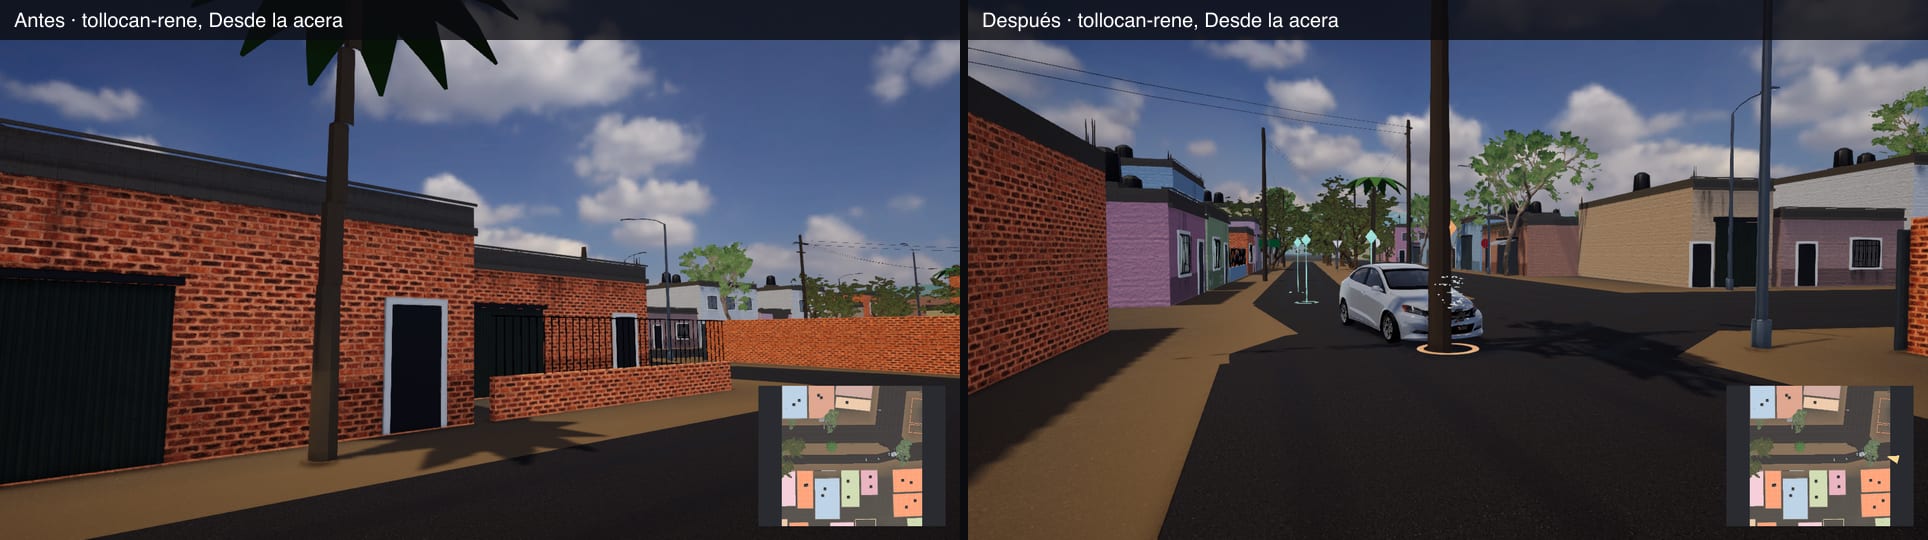 Antes · tollocan-rene, Desde la acera
Después · tollocan-rene, Desde la acera